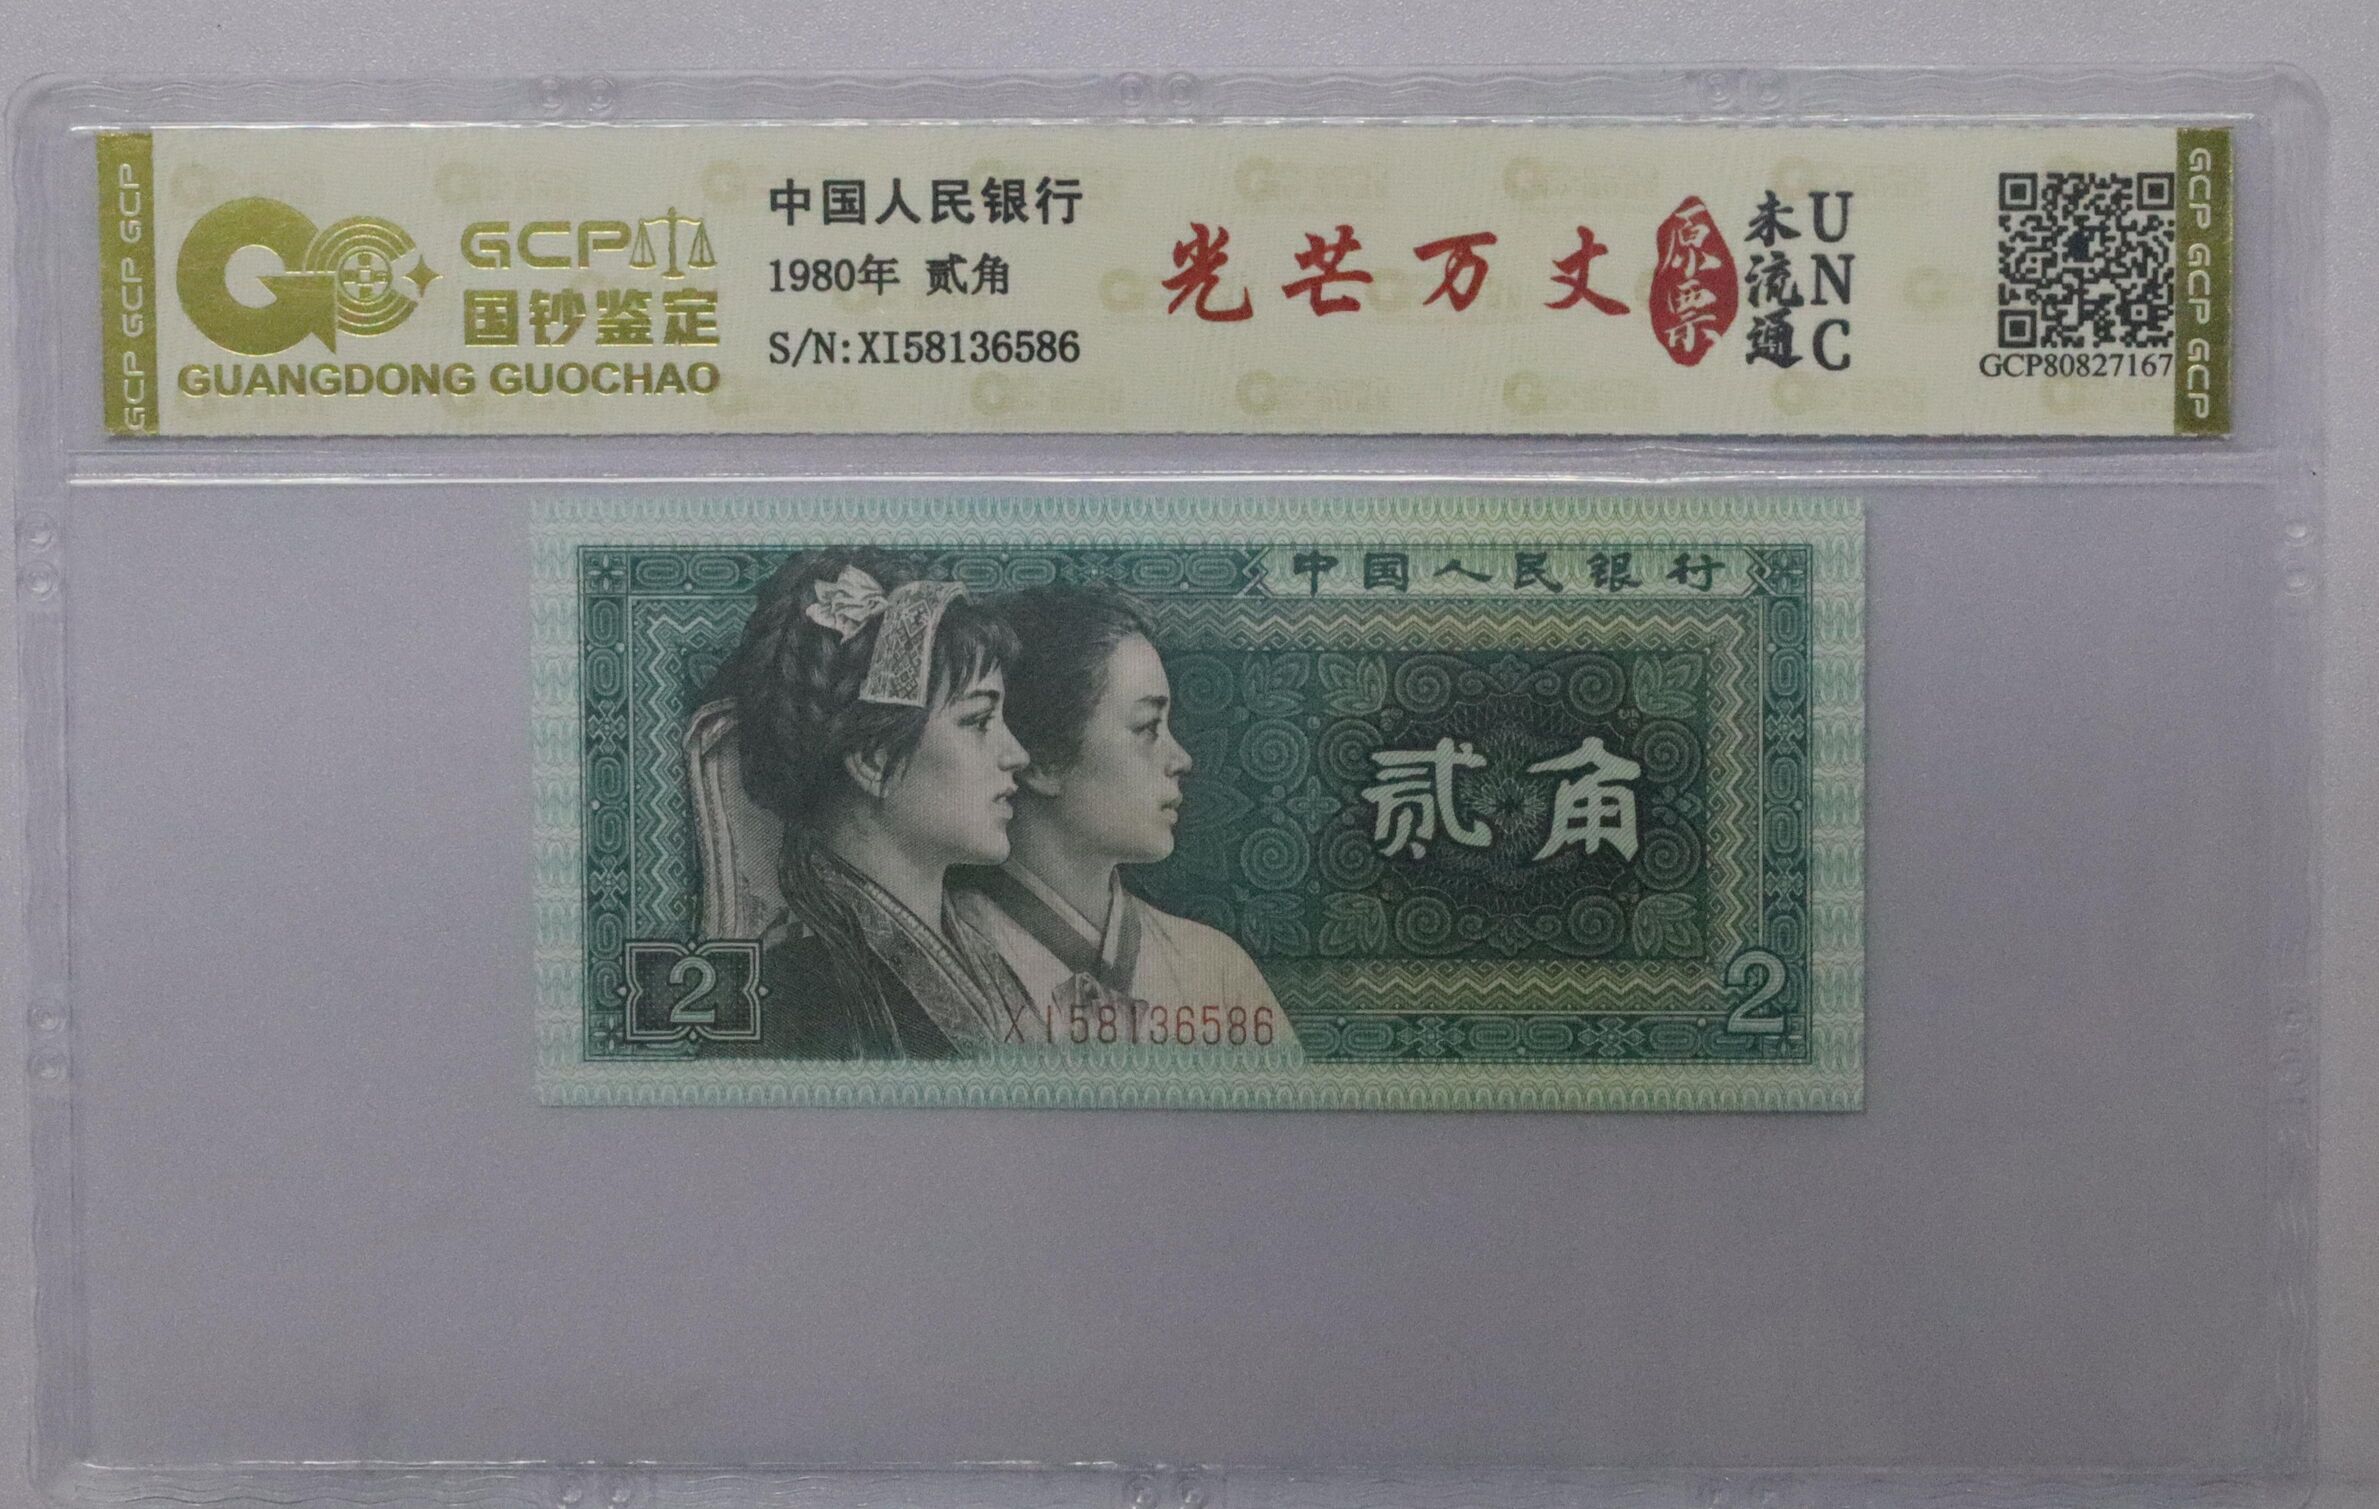 GCP GCP GCP
GCP
国钞鉴定
GUANGDONG GUOCHAO
中国人民银行
1980年 贰角
S/N:XI58136586
光芒万丈
原票
未流通
UNC
GCP80827167
GCP GCP GCP
中国人民银行
贰角
2
XI58136586
2